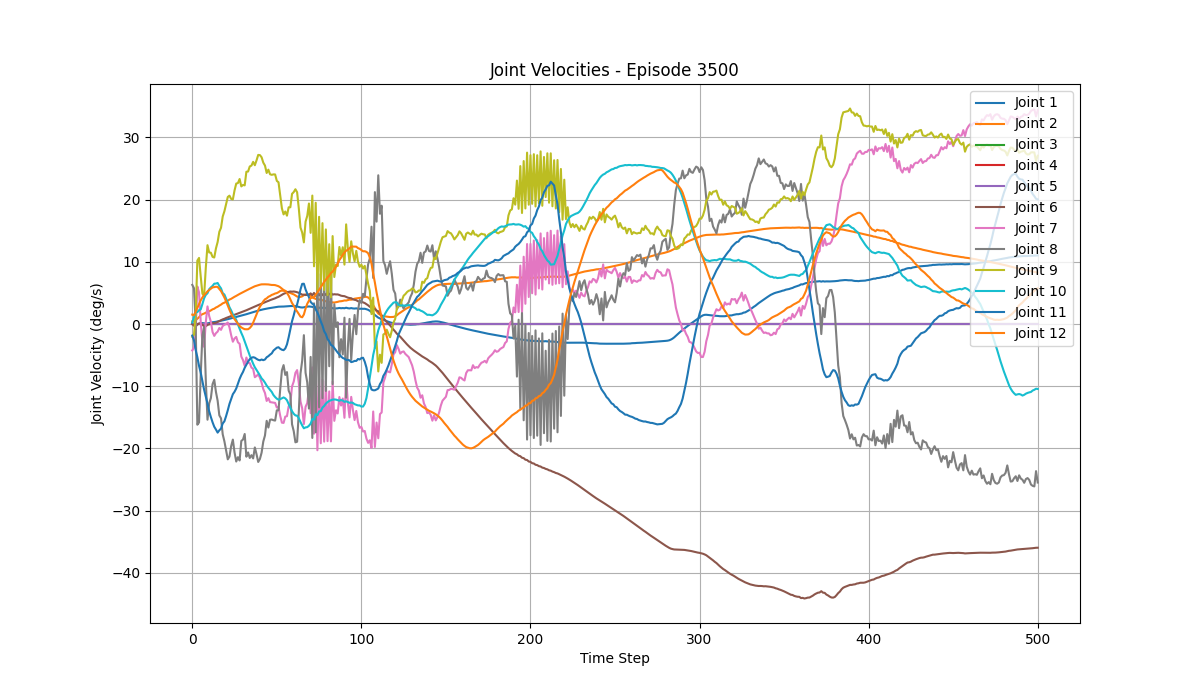 Joint Velocities - Episode 3500
Joint Velocity (deg/s)
30
20
10
0
−10
−20
−30
−40
0
100
200
300
400
500
Time Step
Joint 1
Joint 2
Joint 3
Joint 4
Joint 5
Joint 6
Joint 7
Joint 8
Joint 9
Joint 10
Joint 11
Joint 12